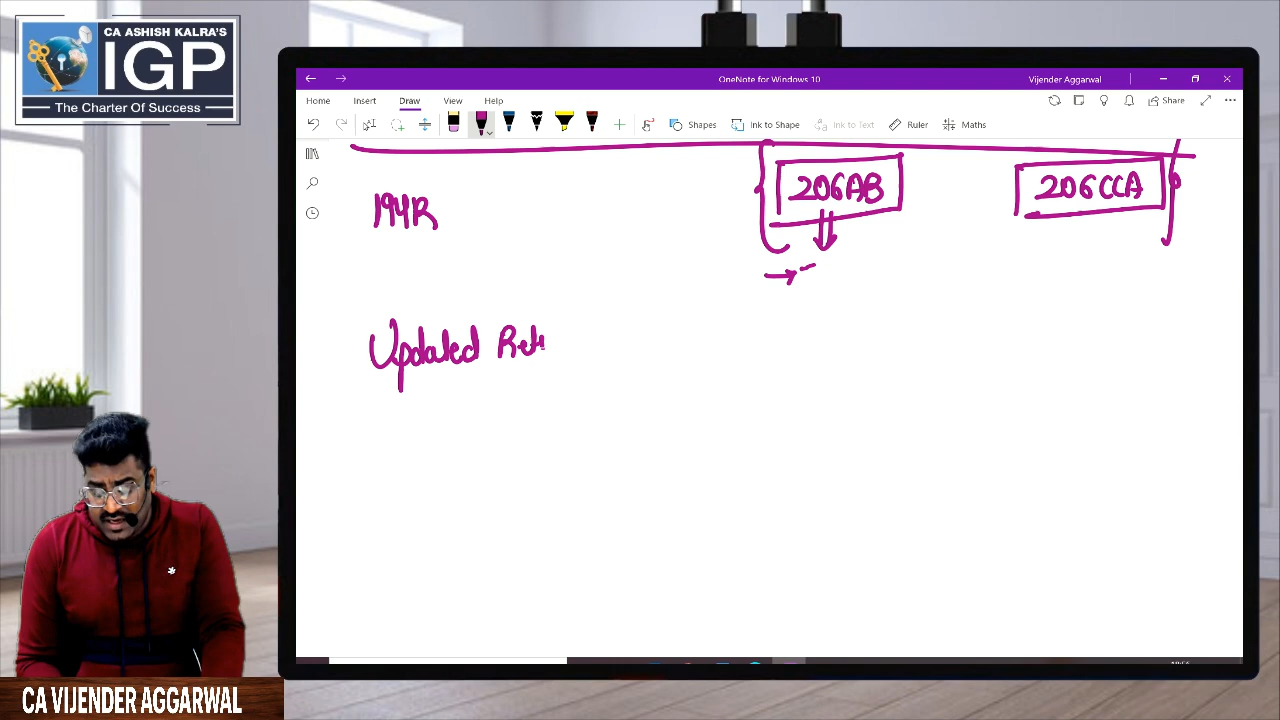 CA ASHISH KALRA'S
IGP
The Charter Of Success
OneNote for Windows 10
Vijender Aggarwal
Home Insert Draw View Help
Share
Shapes Ink to Shape Ink to Text Ruler Maths
206AB 206CCA
194R
Updated Ret
CA VIJENDER AGGARWAL